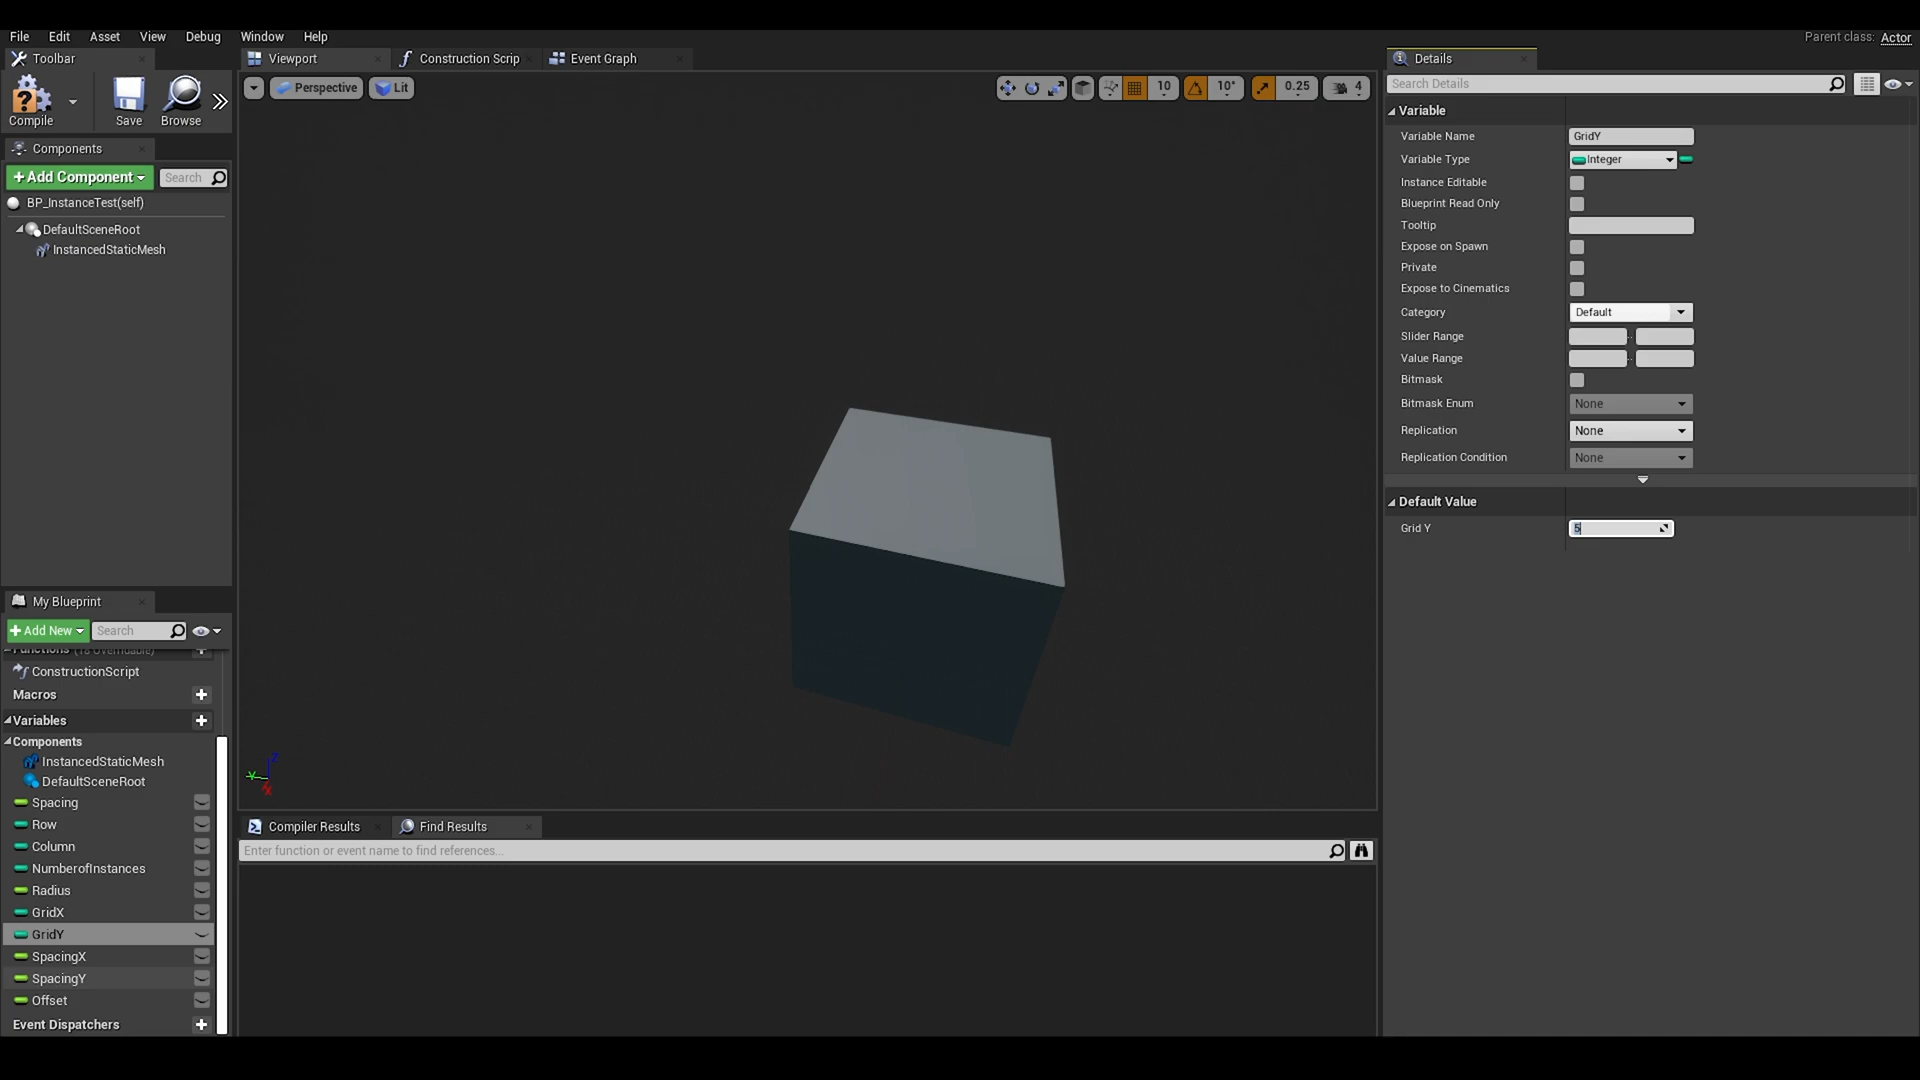 File Edit Asset View Debug Window Help
Parent class: Actor
Toolbar
Viewport
Construction Scrip
Event Graph
Details
Compile
Save
Browse
Perspective
Lit
10
10°
0.25
4
Search Details
Components
+Add Component
Search
BP_InstanceTest(self)
DefaultSceneRoot
InstancedStaticMesh
Variable
Variable Name GridY
Variable Type Integer
Instance Editable
Blueprint Read Only
Tooltip
Expose on Spawn
Private
Expose to Cinematics
Category Default
Slider Range
Value Range
Bitmask
Bitmask Enum None
Replication None
Replication Condition None
Default Value
Grid Y 5
My Blueprint
+Add New
Search
Functions (18 Overridable)
ConstructionScript
Macros
Variables
Components
InstancedStaticMesh
DefaultSceneRoot
Spacing
Row
Column
NumberofInstances
Radius
GridX
GridY
SpacingX
SpacingY
Offset
Event Dispatchers
Z
Y
X
Compiler Results
Find Results
Enter function or event name to find references...